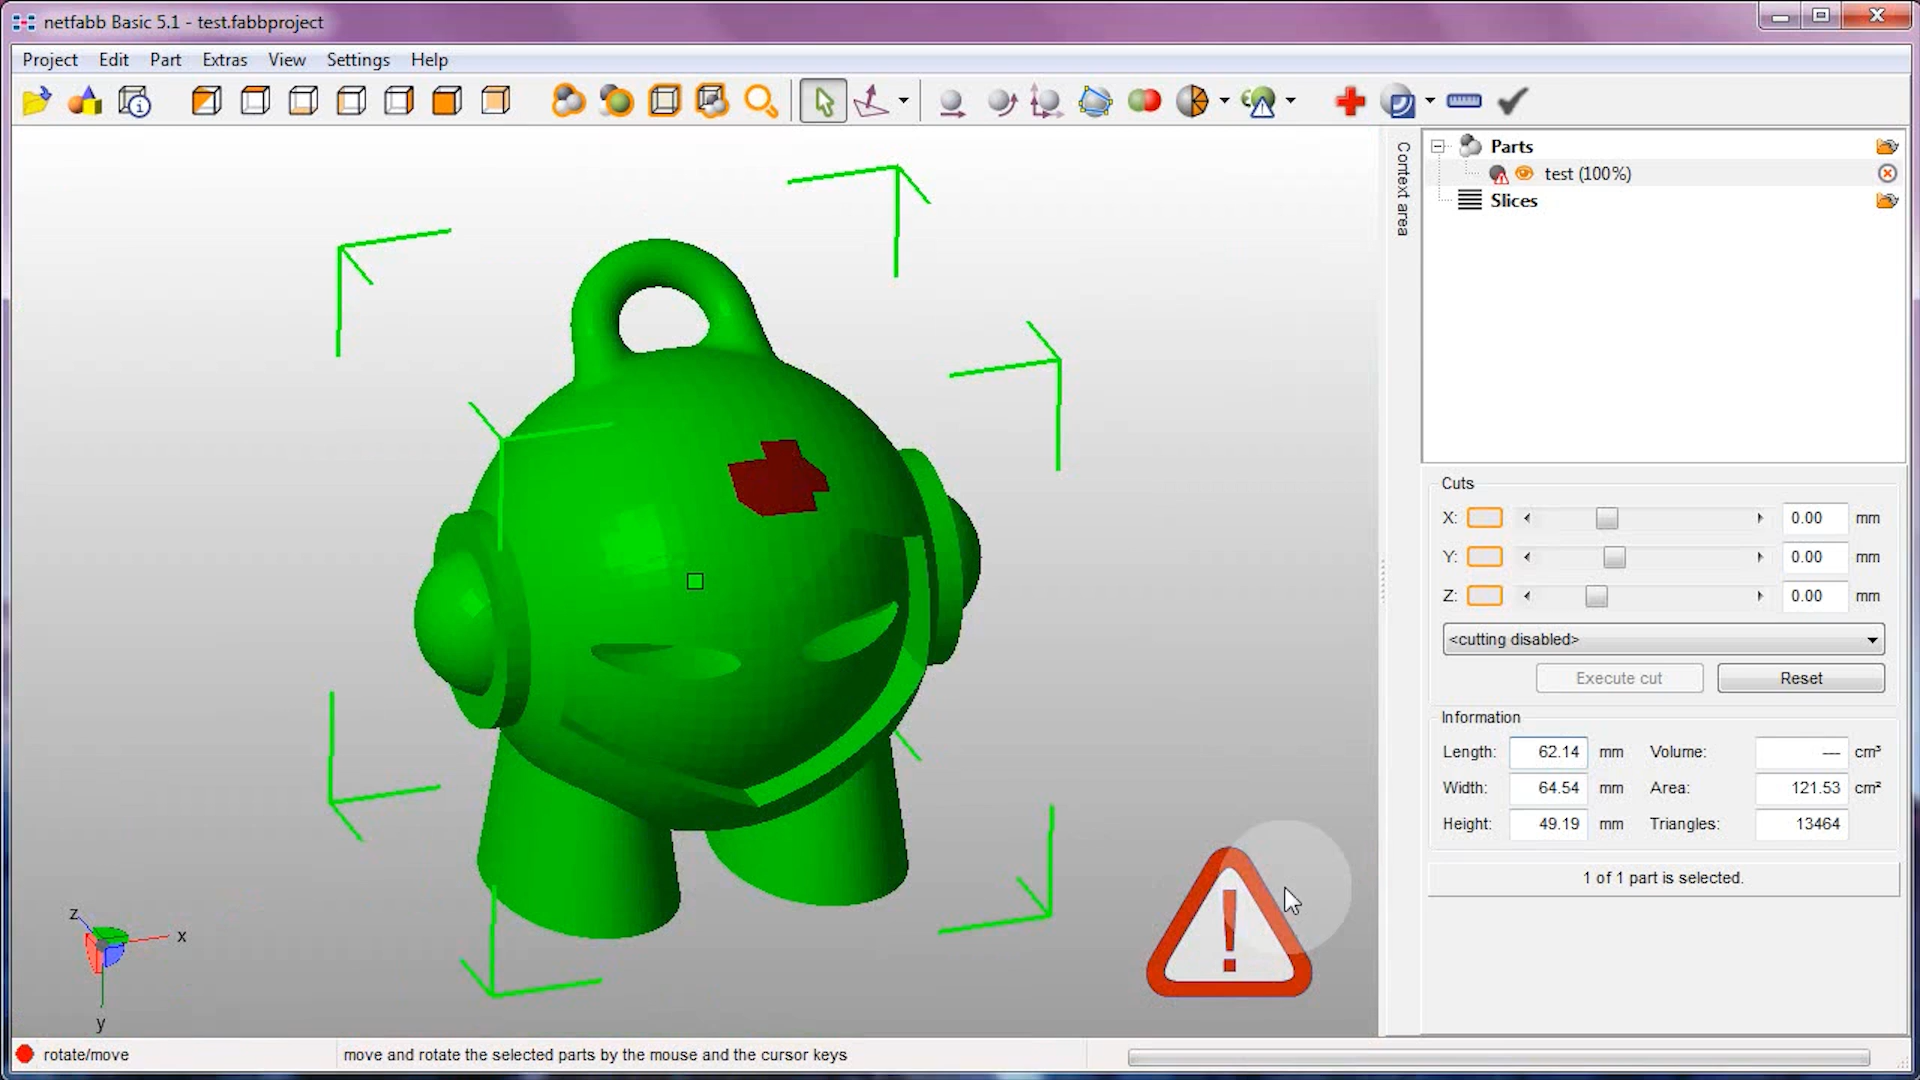 netfabb Basic 5.1 - test.fabbproject
Project Edit Part Extras View Settings Help
Context area
Parts
test (100%)
Slices
Cuts
X: 0.00 mm
Y: 0.00 mm
Z: 0.00 mm
<cutting disabled>
Execute cut Reset
Information
Length: 62.14 mm Volume: --- cm³
Width: 64.54 mm Area: 121.53 cm²
Height: 49.19 mm Triangles: 13464
1 of 1 part is selected.
!
z
x
y
rotate/move move and rotate the selected parts by the mouse and the cursor keys